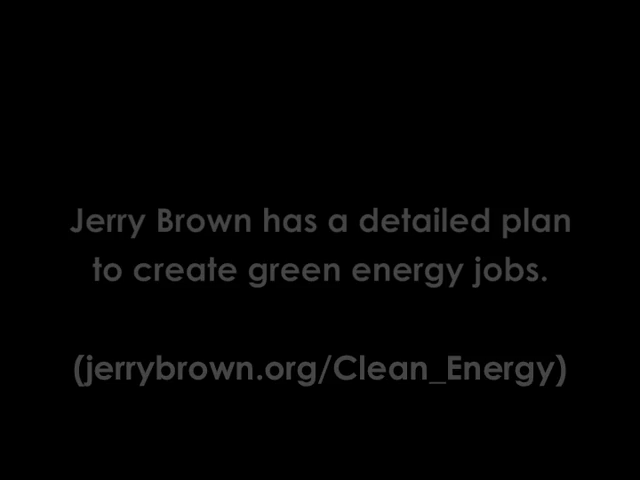 Jerry Brown has a detailed plan
to create green energy jobs.
(jerrybrown.org/Clean_Energy)